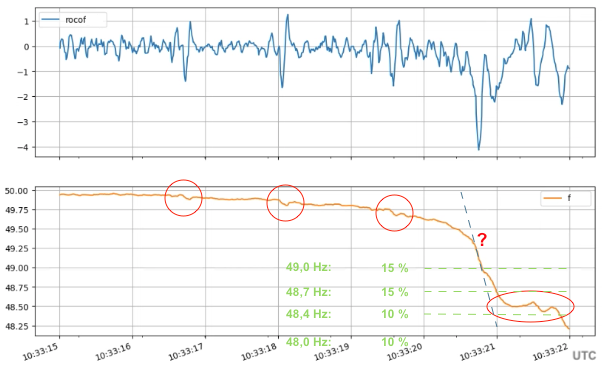 rocof
1
0
−1
−2
−3
−4
50.00
f
49.75
49.50
?
49.25
49.00
49,0 Hz: 15 %
48.75
48,7 Hz: 15 %
48.50
48,4 Hz: 10 %
48.25
48,0 Hz: 10 %
10:33:15 10:33:16 10:33:17 10:33:18 10:33:19 10:33:20 10:33:21 10:33:22 UTC